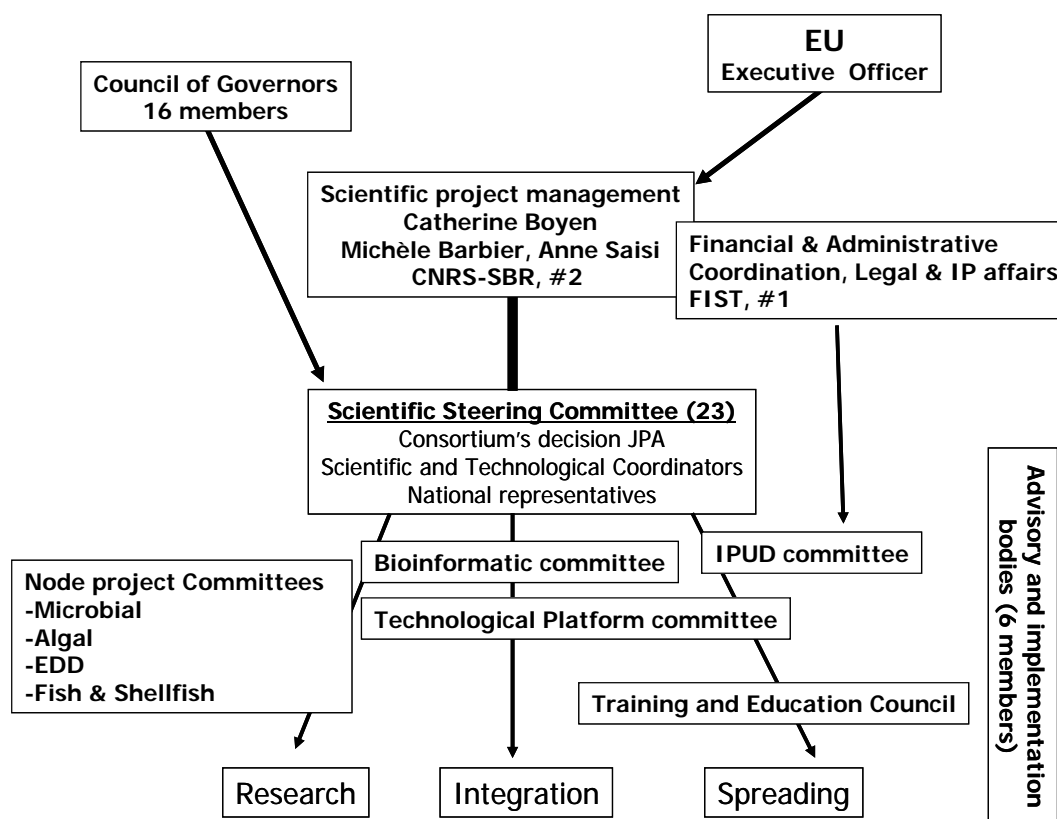 EU
Executive Officer
Council of Governors
16 members
Scientific project management
Catherine Boyen
Michèle Barbier, Anne Saisi
CNRS-SBR, #2
Financial & Administrative
Coordination, Legal & IP affairs
FIST, #1
Scientific Steering Committee (23)
Consortium's decision JPA
Scientific and Technological Coordinators
National representatives
Advisory and implementation
bodies (6 members)
Bioinformatic committee
IPUD committee
Node project Committees
-Microbial
-Algal
-EDD
-Fish & Shellfish
Technological Platform committee
Training and Education Council
Research
Integration
Spreading